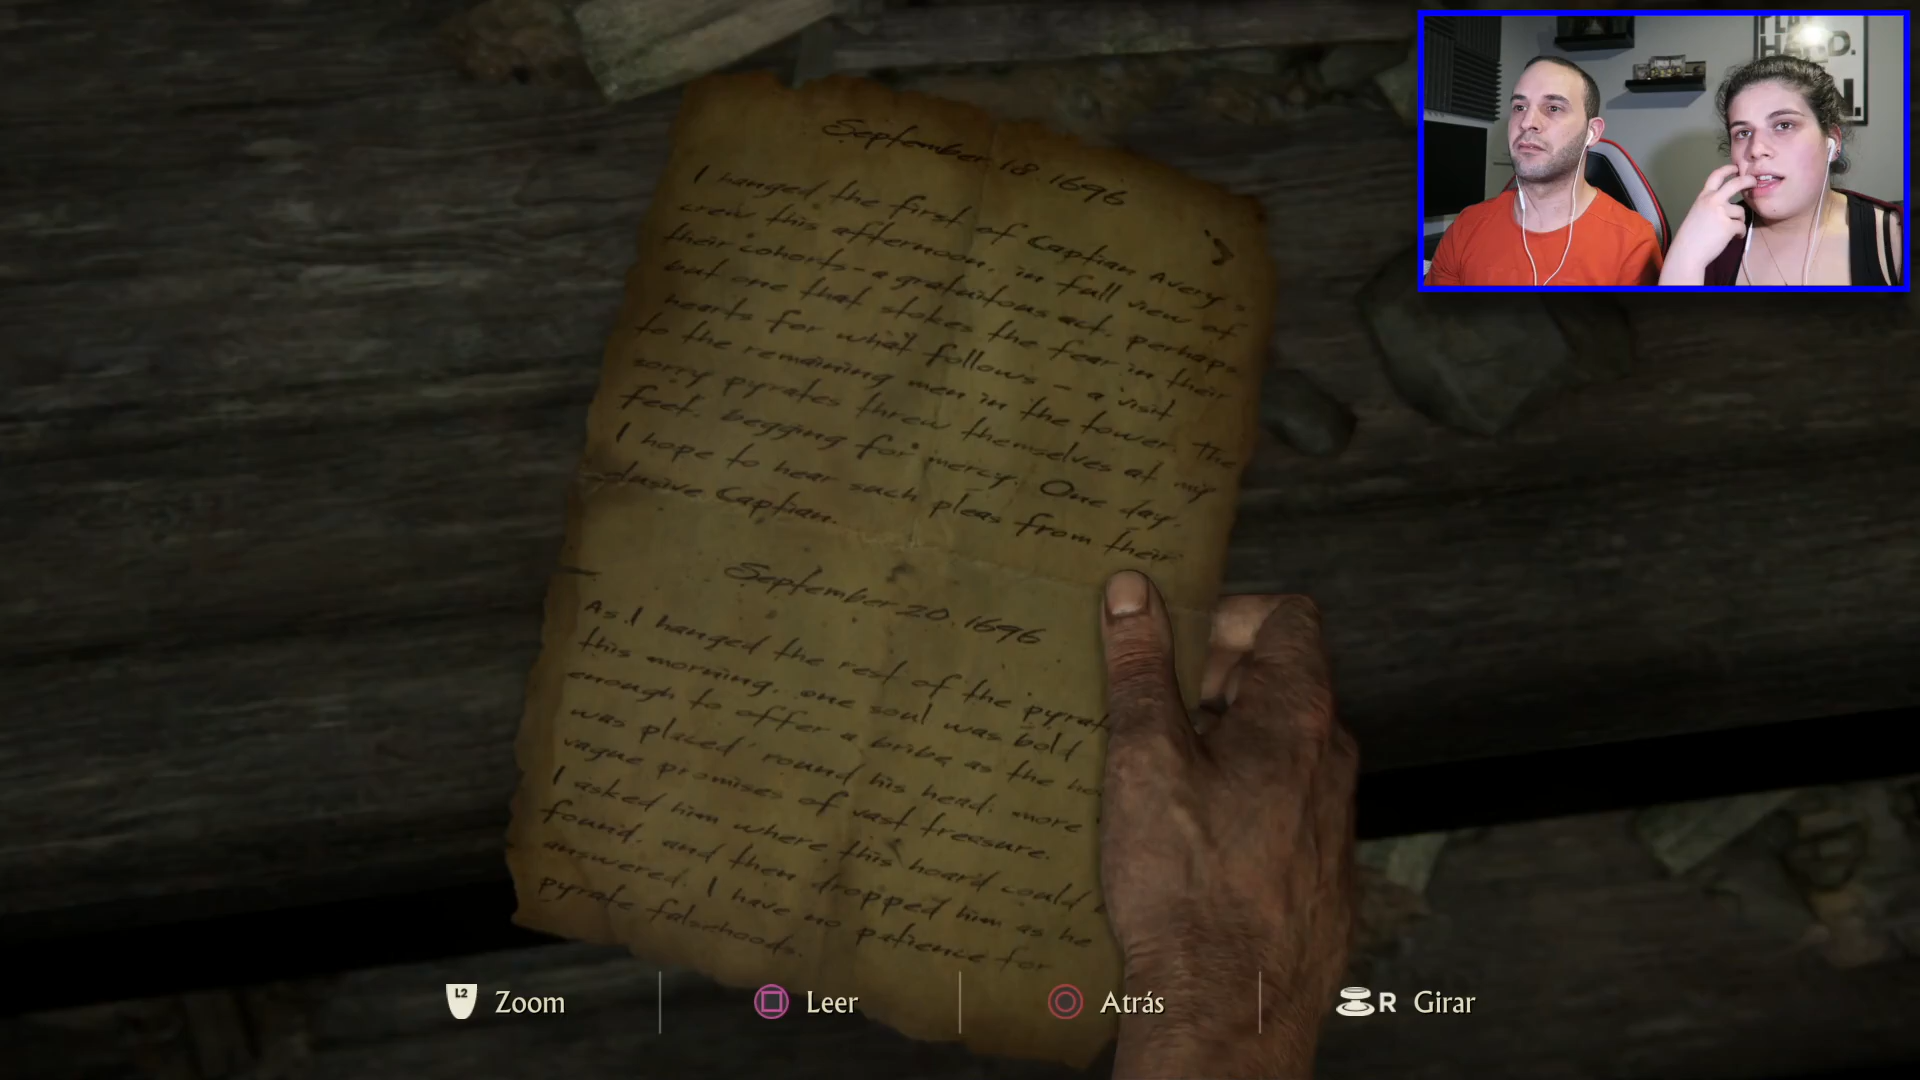 September 18 1696
I hanged the first of Captian Avery's
crew this afternoon, in full view of
their cohorts - a gratuitous act, perhaps
but one that stokes the fear in their
hearts for what follows - a visit
to the remaining men in the tower. The
sorry pyrates threw themselves at my
feet, begging for mercy. One day,
I hope to hear such pleas from their
elusive Captian.
September 20, 1696
As I hanged the rest of the pyrat
this morning, one soul was bold
enough to offer a bribe as the
was placed 'round his head: more
vague promises of vast treasure.
I asked him where this hoard could
found, and then dropped him as he
answered. I have no patience for
pyrate falsehoods.
L2 Zoom
Leer
Atrás
R Girar
HARD.